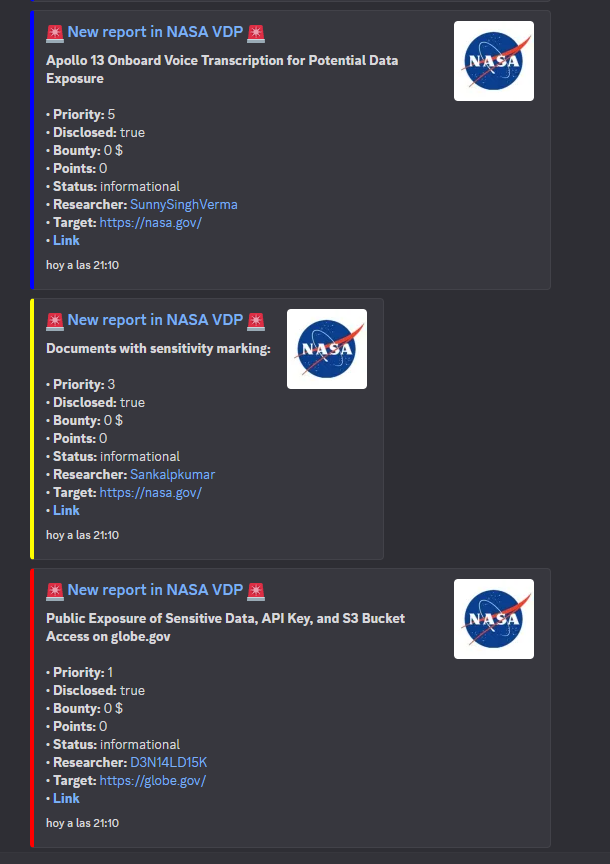 🚨 New report in NASA VDP 🚨
Apollo 13 Onboard Voice Transcription for Potential Data
Exposure
NASA
• Priority: 5
• Disclosed: true
• Bounty: 0 $
• Points: 0
• Status: informational
• Researcher: SunnySinghVerma
• Target: https://nasa.gov/
• Link
hoy a las 21:10
🚨 New report in NASA VDP 🚨
Documents with sensitivity marking:
NASA
• Priority: 3
• Disclosed: true
• Bounty: 0 $
• Points: 0
• Status: informational
• Researcher: Sankalpkumar
• Target: https://nasa.gov/
• Link
hoy a las 21:10
🚨 New report in NASA VDP 🚨
Public Exposure of Sensitive Data, API Key, and S3 Bucket
Access on globe.gov
NASA
• Priority: 1
• Disclosed: true
• Bounty: 0 $
• Points: 0
• Status: informational
• Researcher: D3N14LD15K
• Target: https://globe.gov/
• Link
hoy a las 21:10